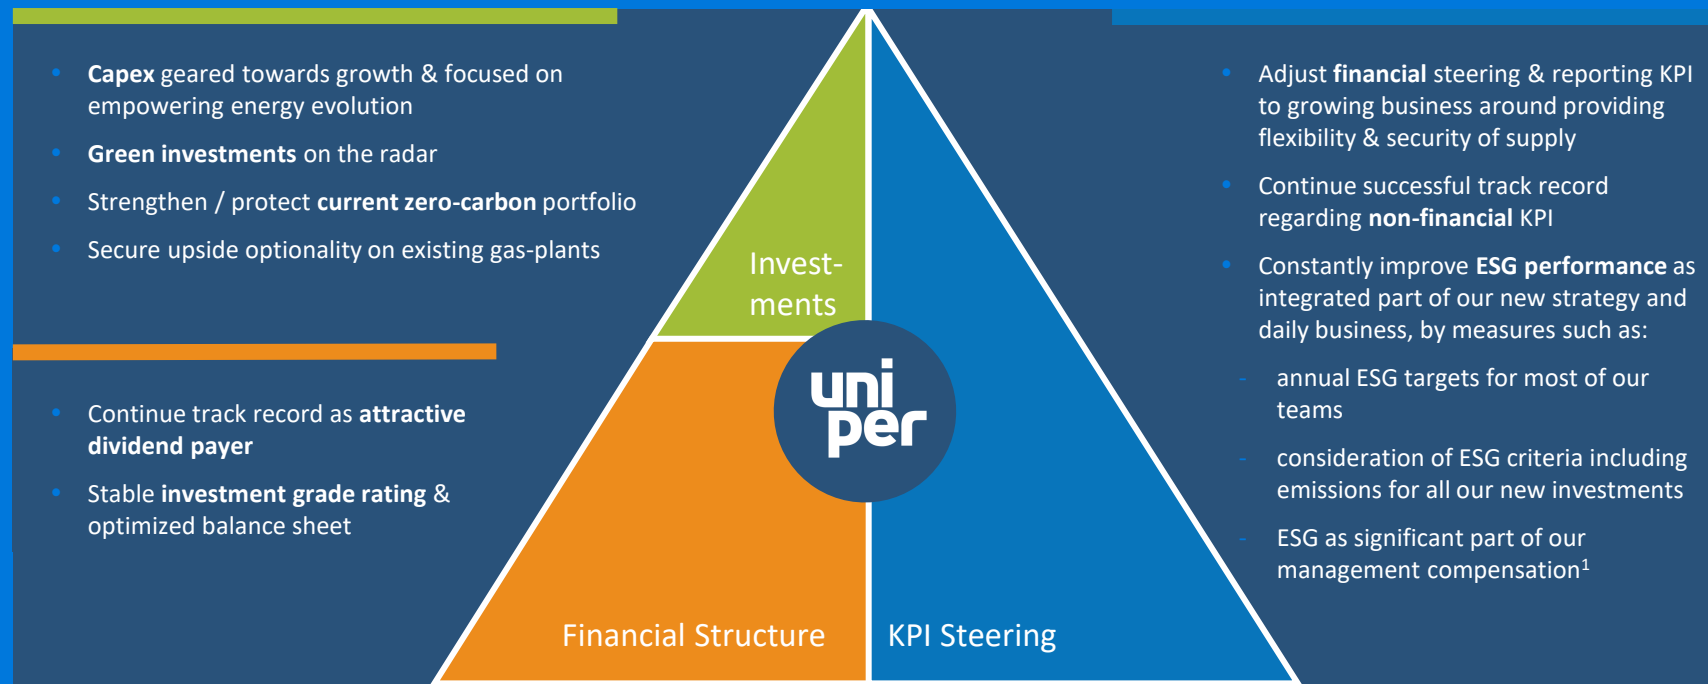 • Capex geared towards growth & focused on
empowering energy evolution
• Green investments on the radar
• Strengthen / protect current zero-carbon portfolio
• Secure upside optionality on existing gas-plants
• Continue track record as attractive
dividend payer
• Stable investment grade rating &
optimized balance sheet
Invest-
ments
uni
per
Financial Structure
KPI Steering
• Adjust financial steering & reporting KPI
to growing business around providing
flexibility & security of supply
• Continue successful track record
regarding non-financial KPI
• Constantly improve ESG performance as
integrated part of our new strategy and
daily business, by measures such as:
- annual ESG targets for most of our
teams
- consideration of ESG criteria including
emissions for all our new investments
- ESG as significant part of our
management compensation¹